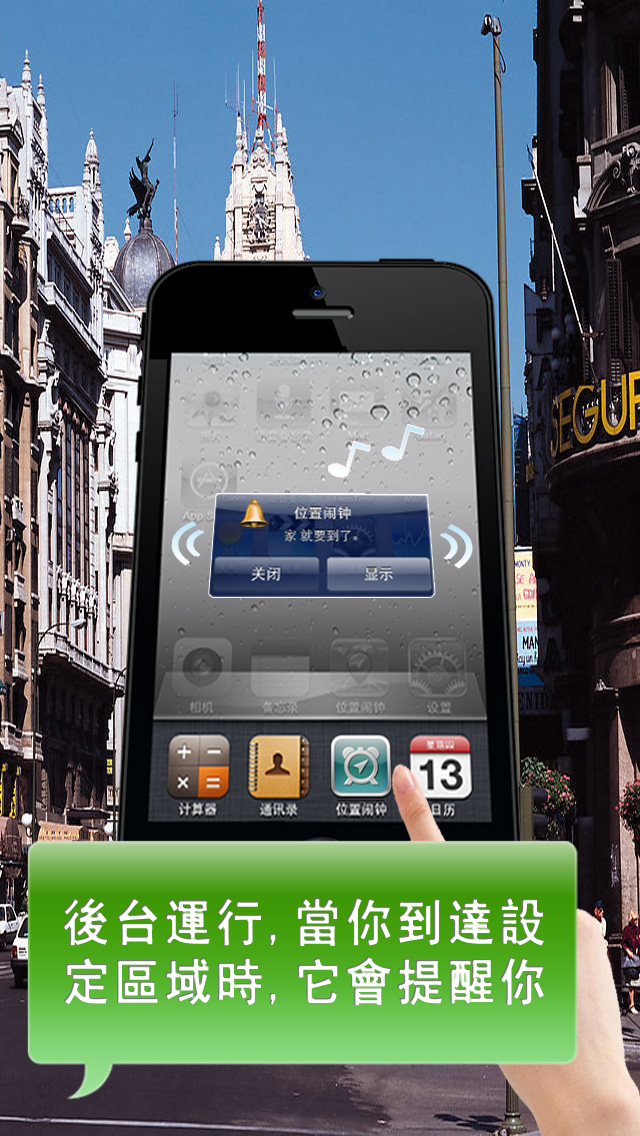 SEGUR
位置闹钟
家 就要到了。
关闭
显示
相机
备忘录
位置闹钟
设置
星期四
13
计算器
通讯录
位置闹钟
日历
後台運行,當你到達設
定區域時,它會提醒你